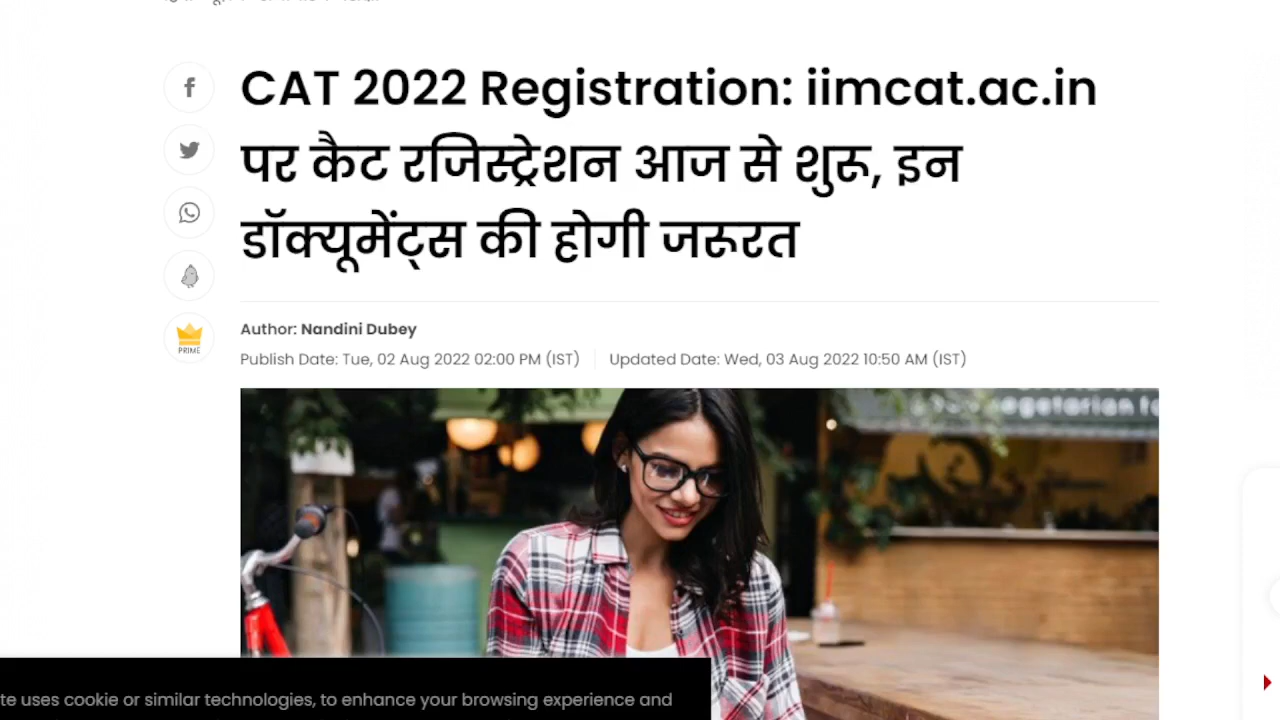 CAT 2022 Registration: iimcat.ac.in
पर कैट रजिस्ट्रेशन आज से शुरू, इन
डॉक्यूमेंट्स की होगी जरूरत
PRIME
Author: Nandini Dubey
Publish Date: Tue, 02 Aug 2022 02:00 PM (IST) Updated Date: Wed, 03 Aug 2022 10:50 AM (IST)
te uses cookie or similar technologies, to enhance your browsing experience and